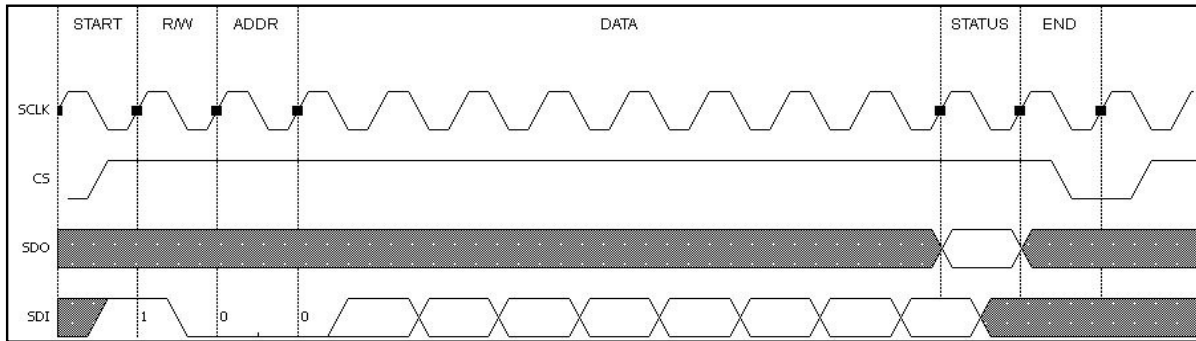 START R/W ADDR DATA STATUS END
SCLK
CS
SDO
SDI 1 0 0